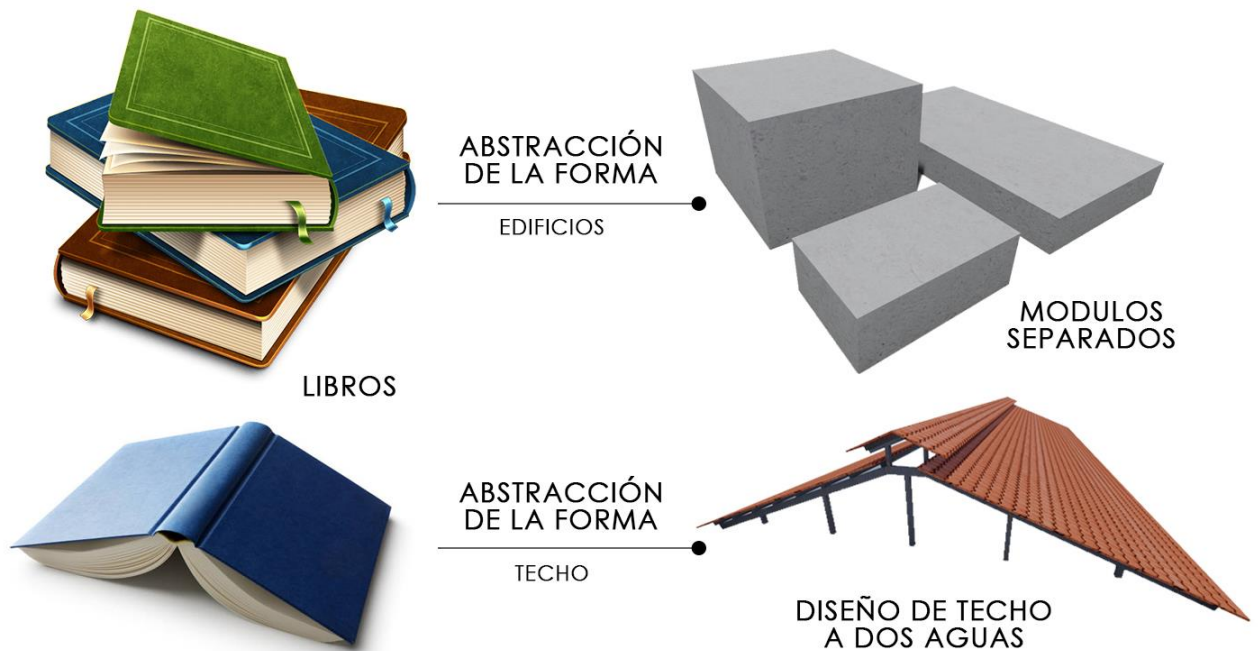 ABSTRACCIÓN
DE LA FORMA
EDIFICIOS
LIBROS
MODULOS
SEPARADOS
ABSTRACCIÓN
DE LA FORMA
TECHO
DISEÑO DE TECHO
A DOS AGUAS